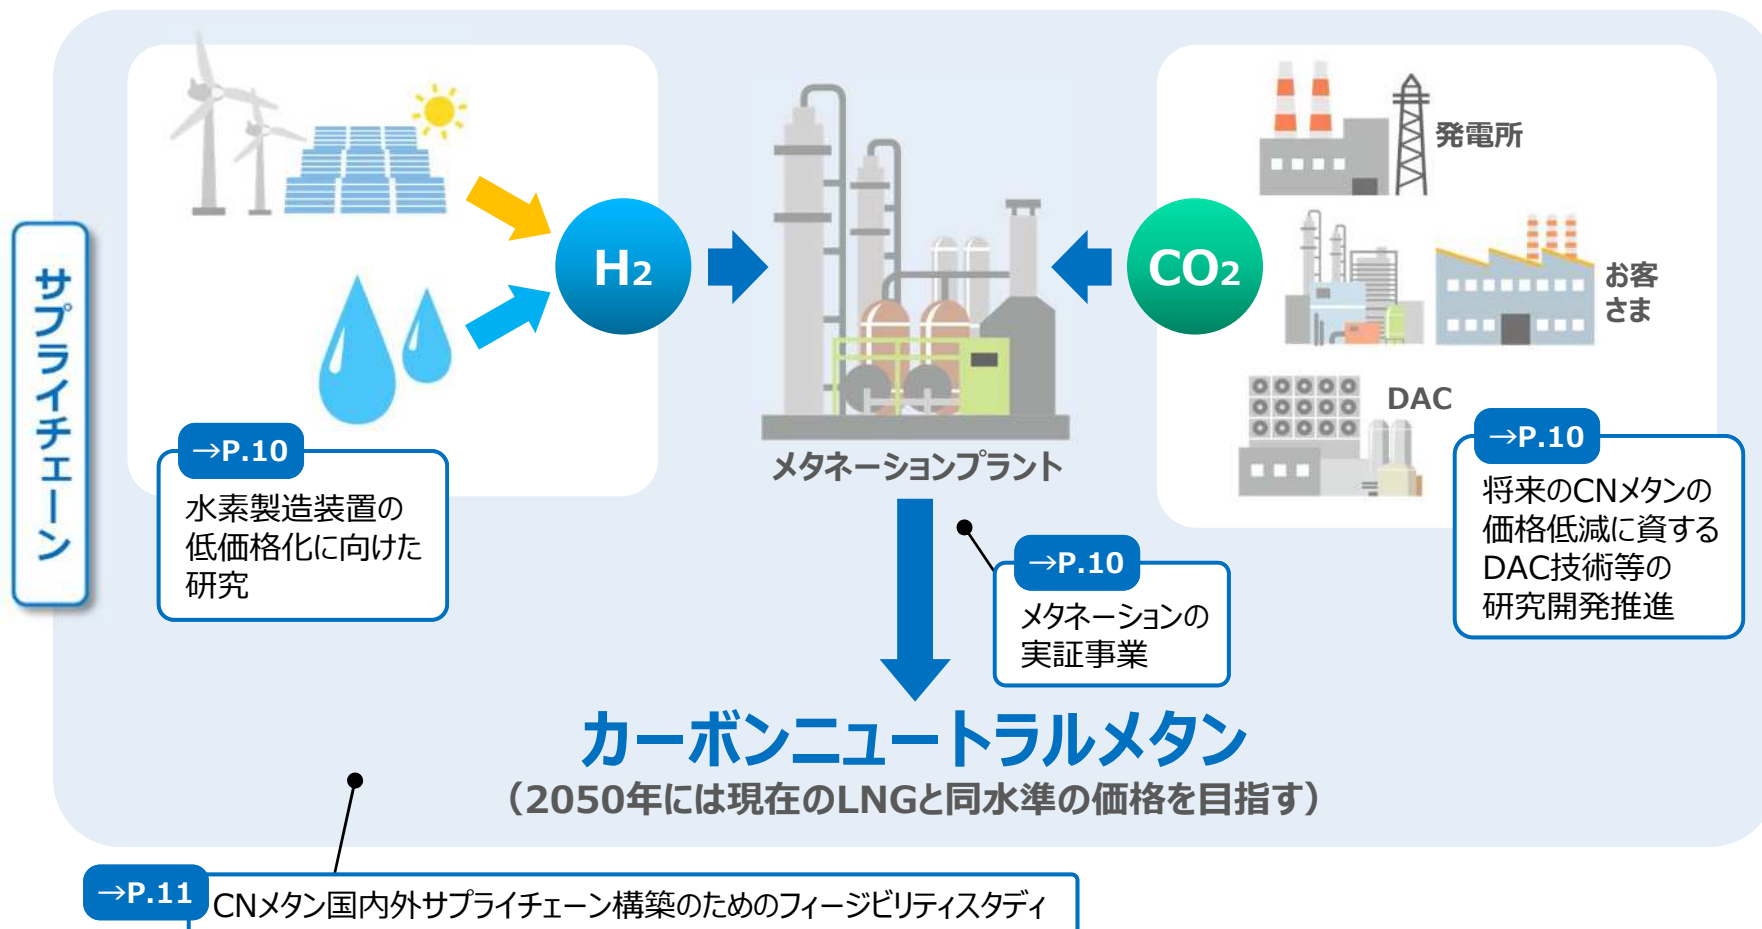 サプライチェーン
H2
CO2
発電所
お客
さま
DAC
メタネーションプラント
→P.10
水素製造装置の
低価格化に向けた
研究
→P.10
メタネーションの
実証事業
→P.10
将来のCNメタンの
価格低減に資する
DAC技術等の
研究開発推進
カーボンニュートラルメタン
（2050年には現在のLNGと同水準の価格を目指す）
→P.11
CNメタン国内外サプライチェーン構築のためのフィージビリティスタディ